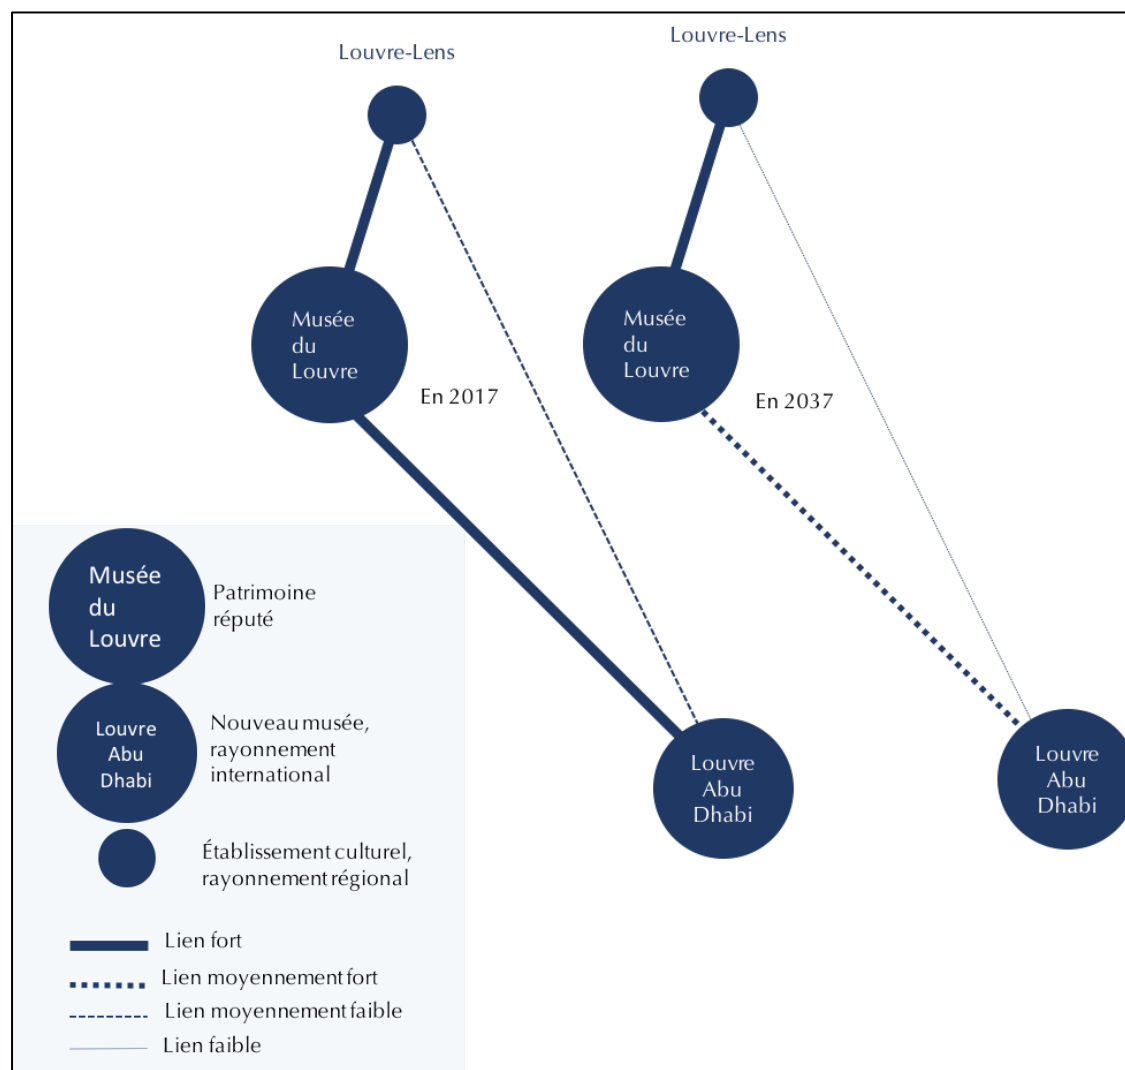 Louvre-Lens
Louvre-Lens
Musée
du
Louvre
En 2017
Musée
du
Louvre
En 2037
Louvre
Abu
Dhabi
Louvre
Abu
Dhabi
Musée
du
Louvre
Patrimoine
réputé
Louvre
Abu
Dhabi
Nouveau musée,
rayonnement
international
Établissement culturel,
rayonnement régional
Lien fort
Lien moyennement fort
Lien moyennement faible
Lien faible